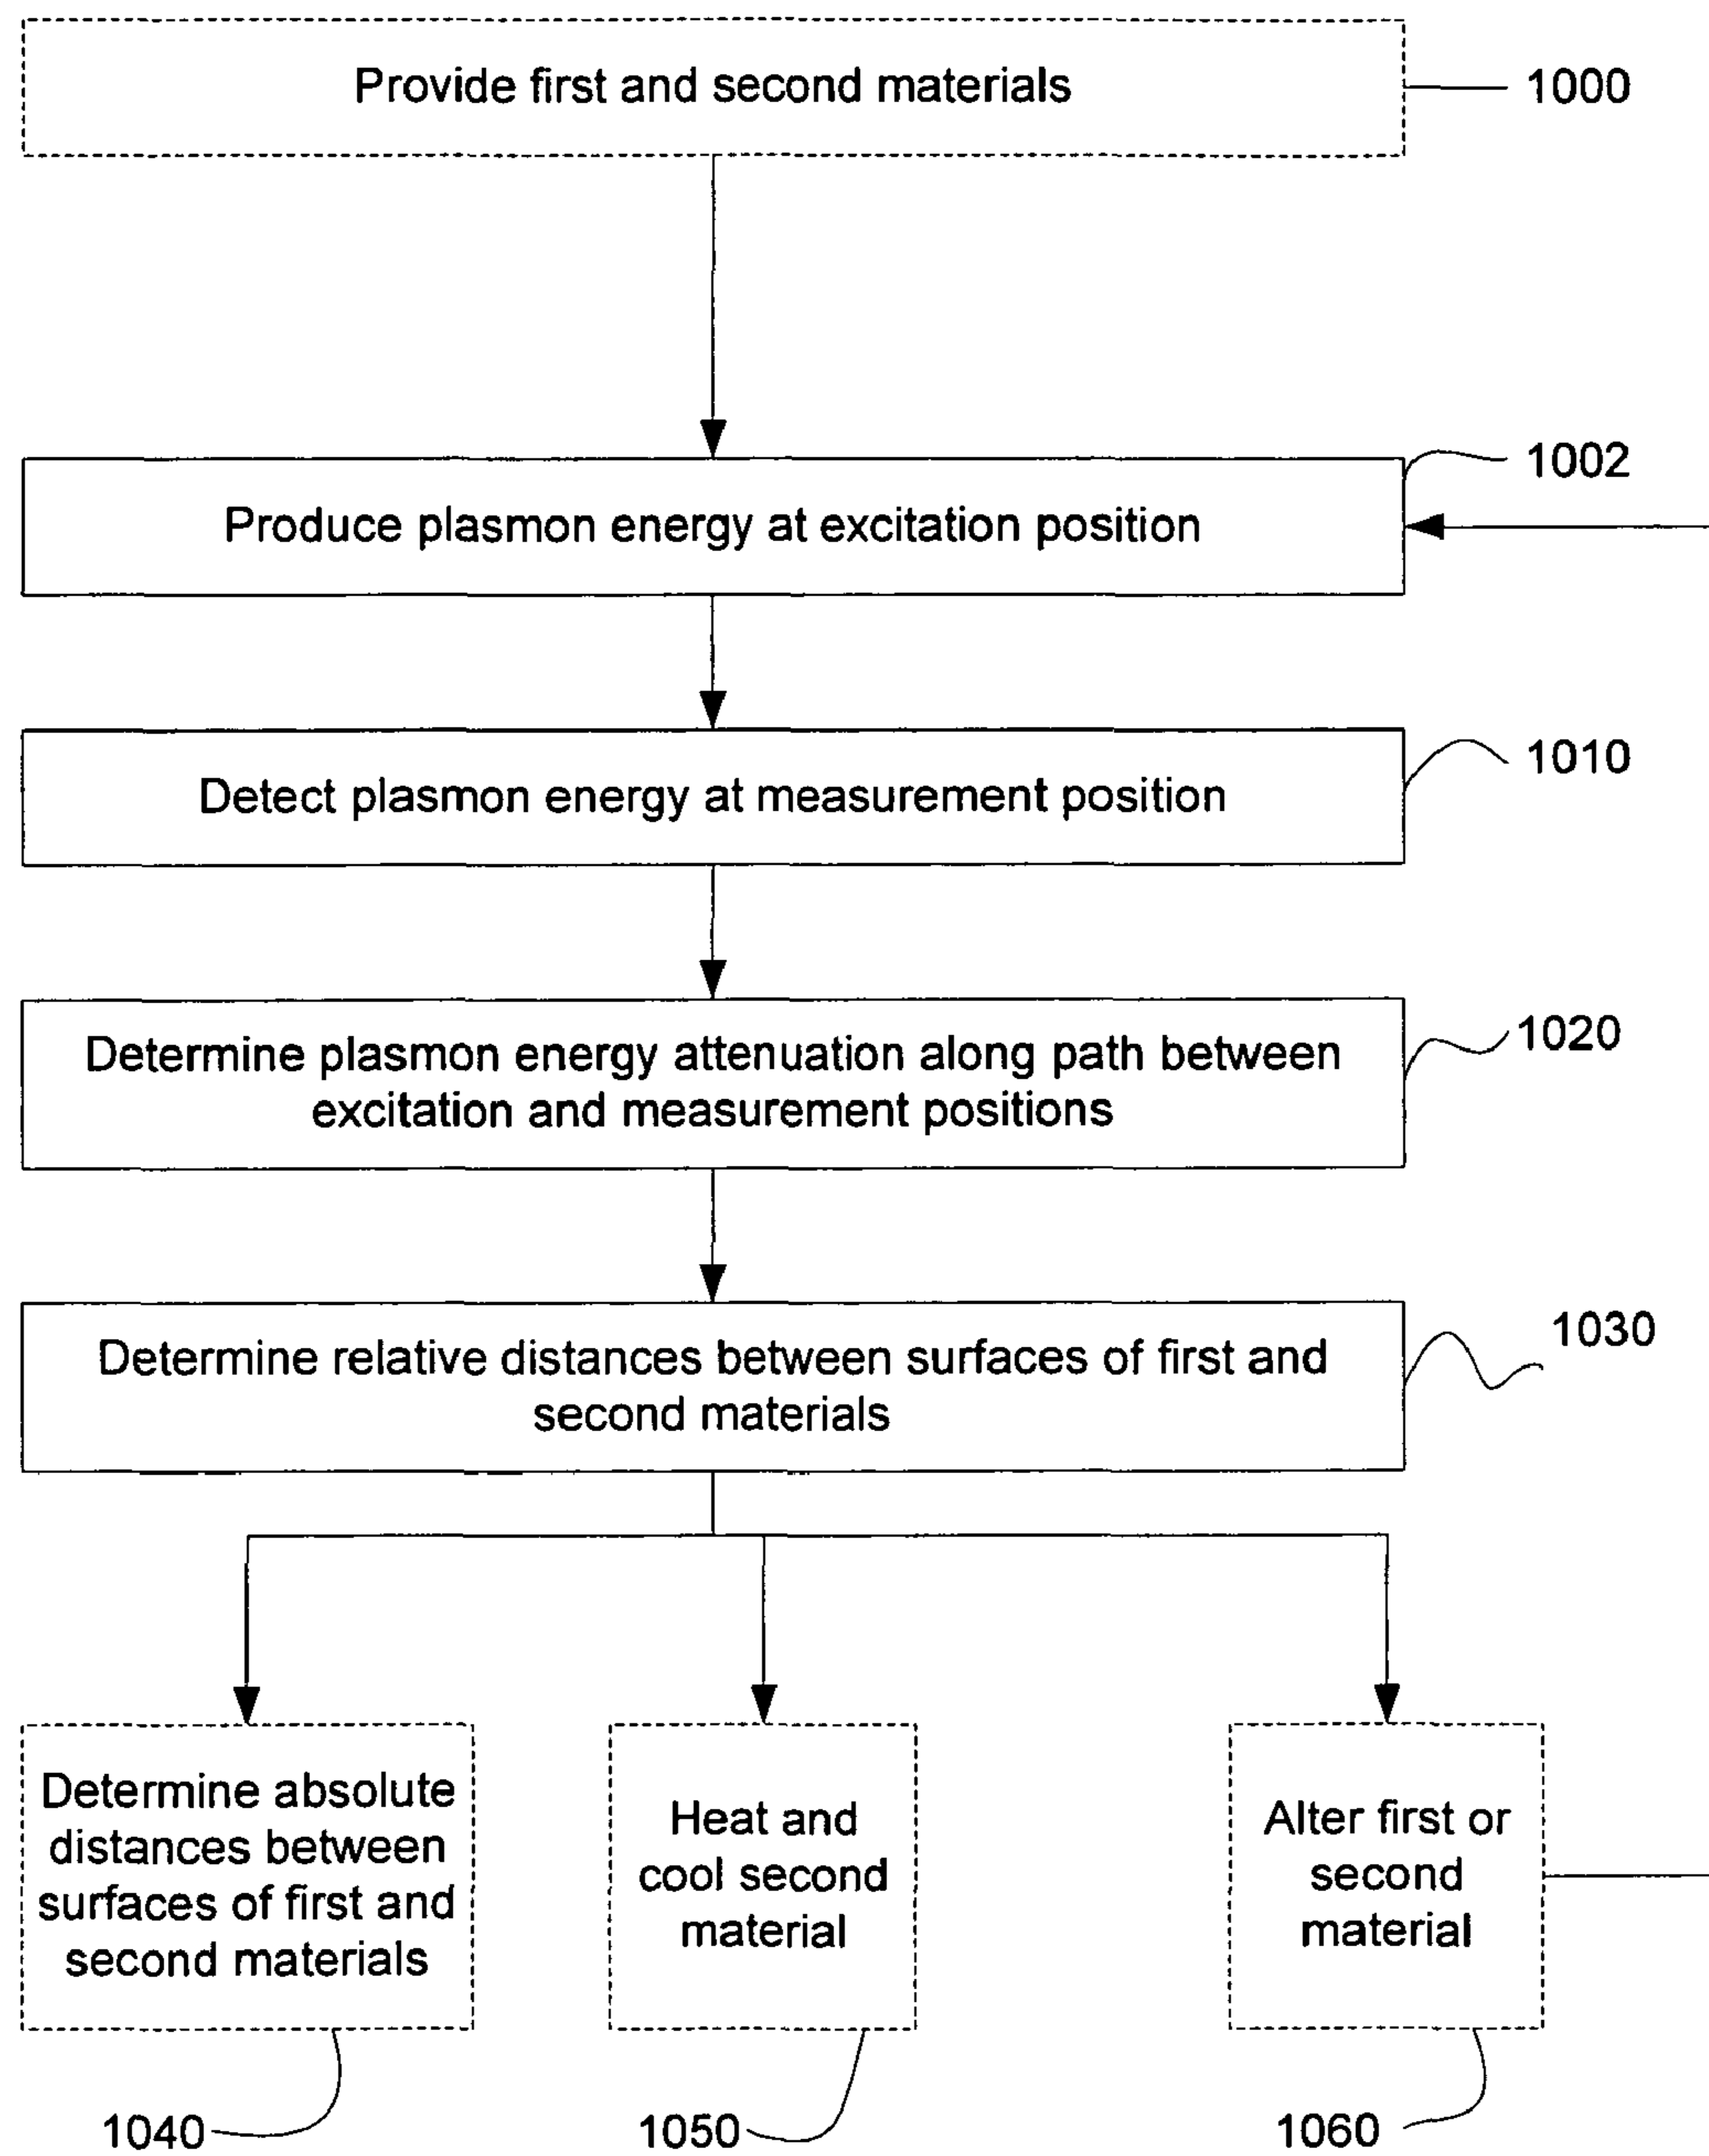 Provide first and second materials
1000
1002
Produce plasmon energy at excitation position
1010
Detect plasmon energy at measurement position
1020
Determine plasmon energy attenuation along path between
excitation and measurement positions
1030
Determine relative distances between surfaces of first and
second materials
Determine absolute
distances between
surfaces of first and
second materials
Heat and
cool second
material
Alter first or
second
material
1040
1050
1060